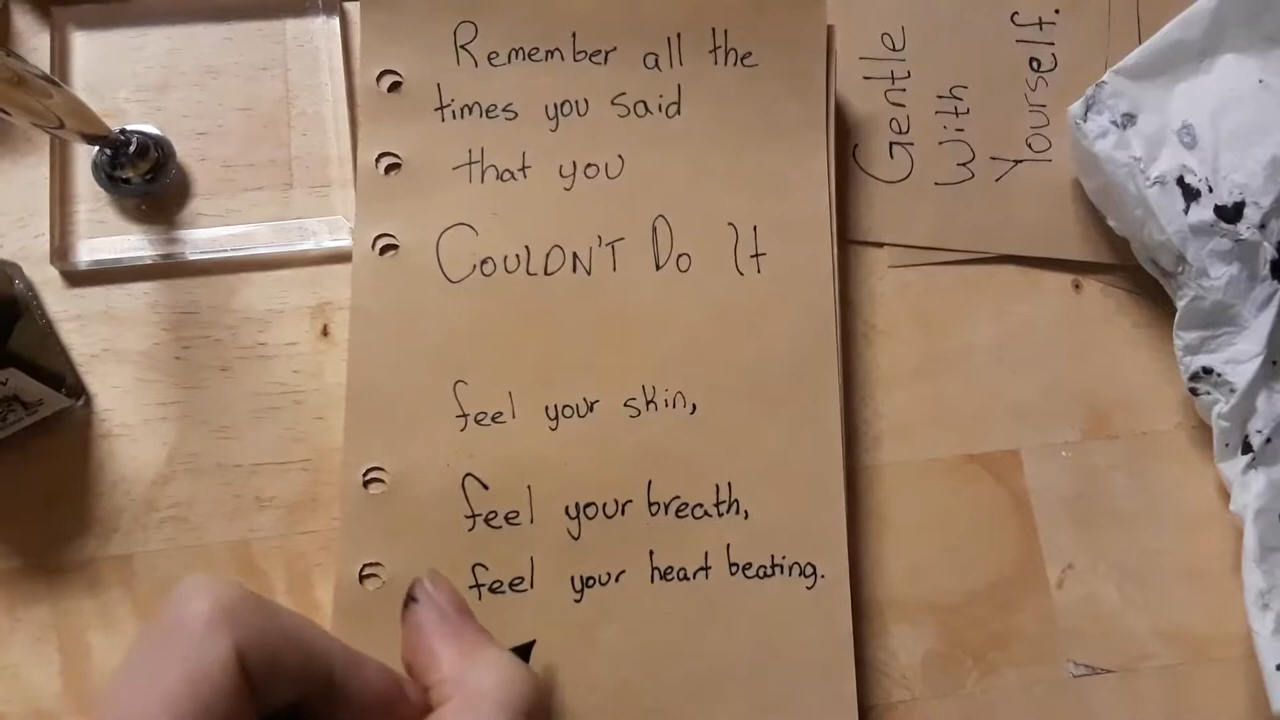 Remember all the
times you said
that you
COULDN'T DO It
feel your skin,
feel your breath,
feel your heart beating.
Gentle
With
Yourself.